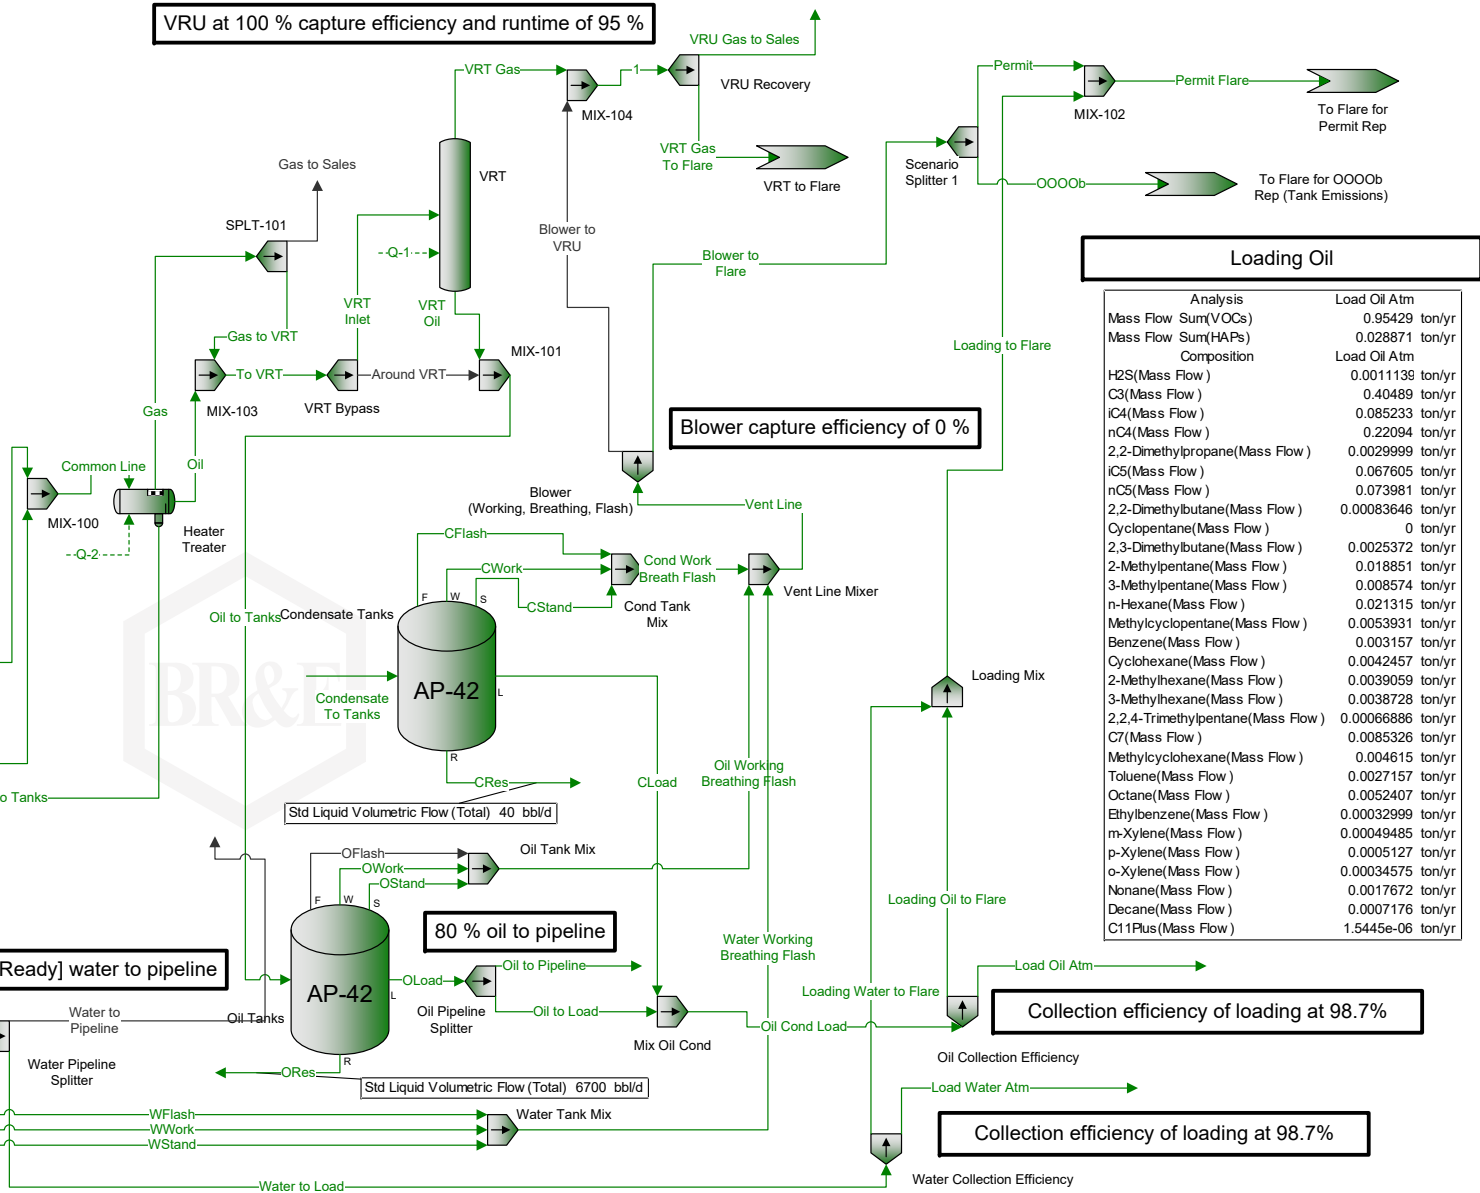 VRU at 100 % capture efficiency and runtime of 95 %
VRU Gas to Sales
VRT Gas
1
VRU Recovery
MIX-104
Permit
Permit Flare
MIX-102
To Flare for
Permit Rep
VRT Gas
To Flare
VRT to Flare
Scenario
Splitter 1
OOOOb
To Flare for OOOOb
Rep (Tank Emissions)
Gas to Sales
VRT
SPLT-101
Q-1
Blower to
VRU
Blower to
Flare
VRT
Inlet
VRT
Oil
Gas to VRT
MIX-101
To VRT
Around VRT
MIX-103
VRT Bypass
Loading to Flare
Gas
Blower capture efficiency of 0 %
Common Line
Oil
MIX-100
Heater
Treater
Q-2
Blower
(Working, Breathing, Flash)
Vent Line
CFlash
CWork
CStand
Cond Work
Breath Flash
Cond Tank
Mix
Vent Line Mixer
Oil to Tanks
Condensate Tanks
F
W
S
AP-42
L
R
Condensate
To Tanks
BR&E
CRes
CLoad
Std Liquid Volumetric Flow (Total) 40 bbl/d
o Tanks
Oil Working
Breathing Flash
Loading Mix
Loading Oil
Analysis Load Oil Atm
Mass Flow Sum(VOCs) 0.95429 ton/yr
Mass Flow Sum(HAPs) 0.028871 ton/yr
Composition Load Oil Atm
H2S(Mass Flow) 0.0011139 ton/yr
C3(Mass Flow) 0.40489 ton/yr
iC4(Mass Flow) 0.085233 ton/yr
nC4(Mass Flow) 0.22094 ton/yr
2,2-Dimethylpropane(Mass Flow) 0.0029999 ton/yr
iC5(Mass Flow) 0.067605 ton/yr
nC5(Mass Flow) 0.073981 ton/yr
2,2-Dimethylbutane(Mass Flow) 0.00083646 ton/yr
Cyclopentane(Mass Flow) 0 ton/yr
2,3-Dimethylbutane(Mass Flow) 0.0025372 ton/yr
2-Methylpentane(Mass Flow) 0.018851 ton/yr
3-Methylpentane(Mass Flow) 0.008574 ton/yr
n-Hexane(Mass Flow) 0.021315 ton/yr
Methylcyclopentane(Mass Flow) 0.0053931 ton/yr
Benzene(Mass Flow) 0.003157 ton/yr
Cyclohexane(Mass Flow) 0.0042457 ton/yr
2-Methylhexane(Mass Flow) 0.0039059 ton/yr
3-Methylhexane(Mass Flow) 0.0038728 ton/yr
2,2,4-Trimethylpentane(Mass Flow) 0.00066886 ton/yr
C7(Mass Flow) 0.0085326 ton/yr
Methylcyclohexane(Mass Flow) 0.004615 ton/yr
Toluene(Mass Flow) 0.0027157 ton/yr
Octane(Mass Flow) 0.0052407 ton/yr
Ethylbenzene(Mass Flow) 0.00032999 ton/yr
m-Xylene(Mass Flow) 0.00049485 ton/yr
p-Xylene(Mass Flow) 0.0005127 ton/yr
o-Xylene(Mass Flow) 0.00034575 ton/yr
Nonane(Mass Flow) 0.0017672 ton/yr
Decane(Mass Flow) 0.0007176 ton/yr
C11Plus(Mass Flow) 1.5445e-06 ton/yr
OFlash
OWork
OStand
Oil Tank Mix
F
W
S
AP-42
L
R
Oil Tanks
80 % oil to pipeline
Ready] water to pipeline
Water to
Pipeline
Water Pipeline
Splitter
OLoad
Oil to Pipeline
Oil to Load
Oil Pipeline
Splitter
Mix Oil Cond
Water Working
Breathing Flash
Loading Oil to Flare
Loading Water to Flare
Oil Cond Load
Load Oil Atm
Collection efficiency of loading at 98.7%
Oil Collection Efficiency
ORes
Std Liquid Volumetric Flow (Total) 6700 bbl/d
WFlash
WWork
WStand
Water Tank Mix
Load Water Atm
Collection efficiency of loading at 98.7%
Water Collection Efficiency
Water to Load